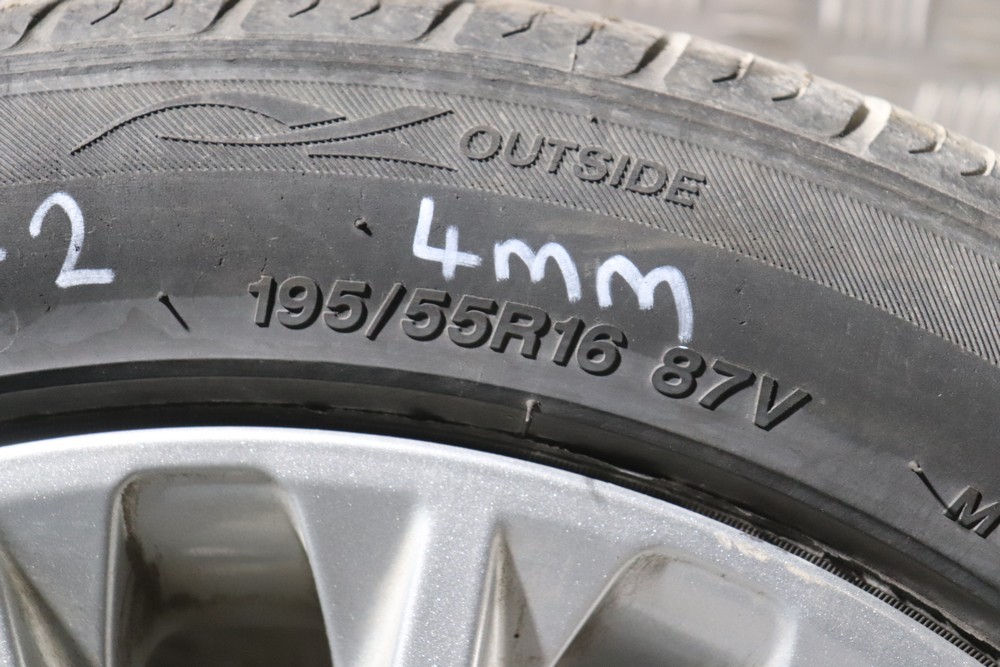 OUTSIDE
2 4mm
195/55R16 87V
M